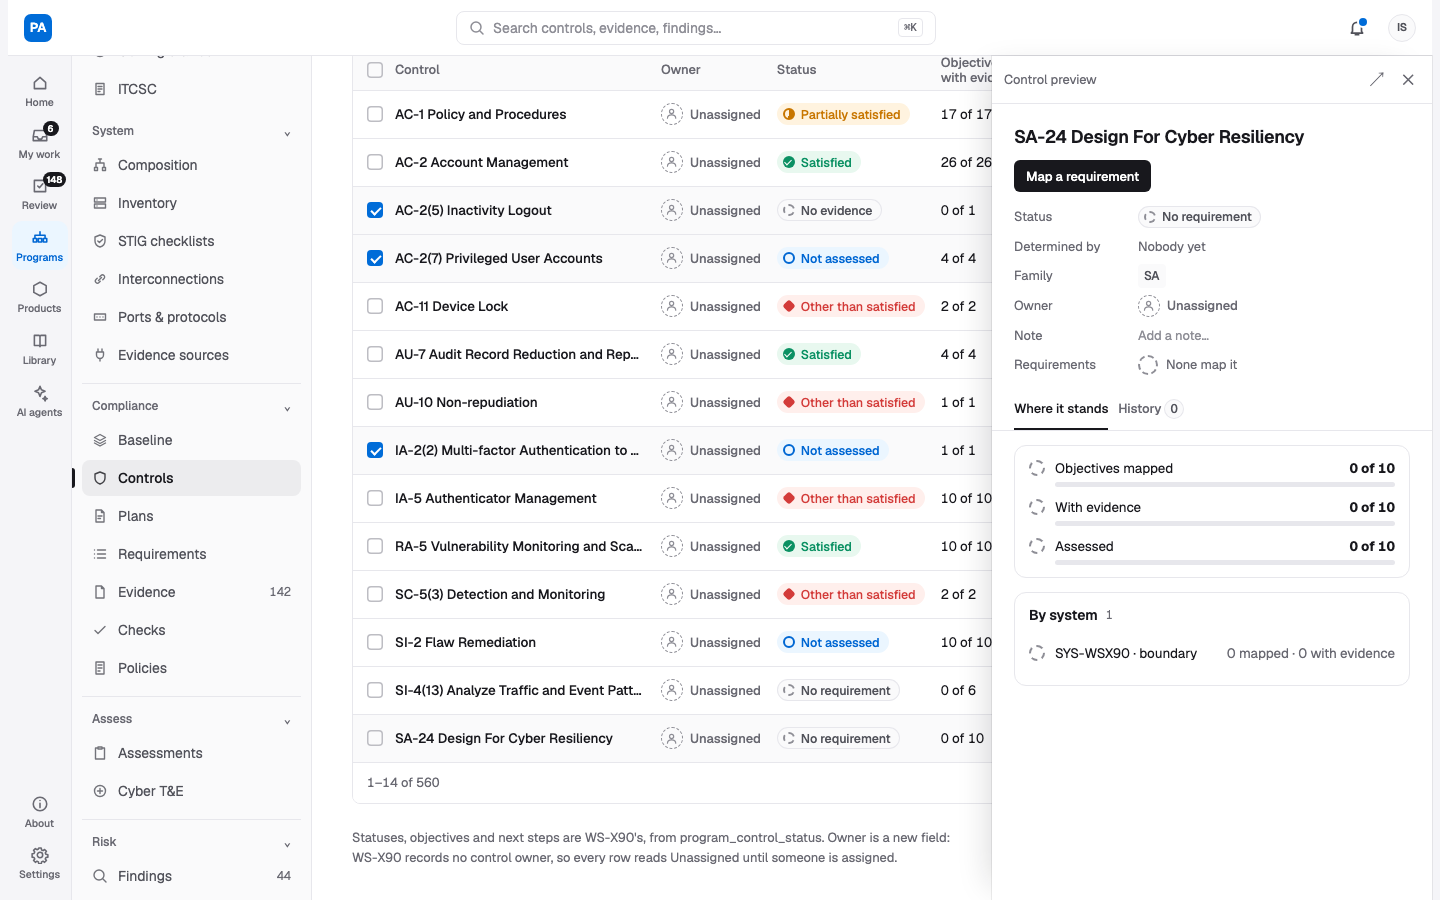 PA
Search controls, evidence, findings...
⌘K
IS
Home
6
My work
148
Review
Programs
Products
Library
AI agents
About
Settings
ITCSC
System
Composition
Inventory
STIG checklists
Interconnections
Ports & protocols
Evidence sources
Compliance
Baseline
Controls
Plans
Requirements
Evidence 142
Checks
Policies
Assess
Assessments
Cyber T&E
Risk
Findings 44
Control Owner Status
AC-1 Policy and Procedures Unassigned Partially satisfied 17 of 17
AC-2 Account Management Unassigned Satisfied 26 of 26
AC-2(5) Inactivity Logout Unassigned No evidence 0 of 1
AC-2(7) Privileged User Accounts Unassigned Not assessed 4 of 4
AC-11 Device Lock Unassigned Other than satisfied 2 of 2
AU-7 Audit Record Reduction and Rep... Unassigned Satisfied 4 of 4
AU-10 Non-repudiation Unassigned Other than satisfied 1 of 1
IA-2(2) Multi-factor Authentication to ... Unassigned Not assessed 1 of 1
IA-5 Authenticator Management Unassigned Other than satisfied 10 of 10
RA-5 Vulnerability Monitoring and Sca... Unassigned Satisfied 10 of 10
SC-5(3) Detection and Monitoring Unassigned Other than satisfied 2 of 2
SI-2 Flaw Remediation Unassigned Not assessed 10 of 10
SI-4(13) Analyze Traffic and Event Patt... Unassigned No requirement 0 of 6
SA-24 Design For Cyber Resiliency Unassigned No requirement 0 of 10
1–14 of 560
Statuses, objectives and next steps are WS-X90's, from program_control_status. Owner is a new field:
WS-X90 records no control owner, so every row reads Unassigned until someone is assigned.
Control preview
SA-24 Design For Cyber Resiliency
Map a requirement
Status No requirement
Determined by Nobody yet
Family SA
Owner Unassigned
Note Add a note...
Requirements None map it
Where it stands History 0
Objectives mapped 0 of 10
With evidence 0 of 10
Assessed 0 of 10
By system 1
SYS-WSX90 · boundary 0 mapped · 0 with evidence